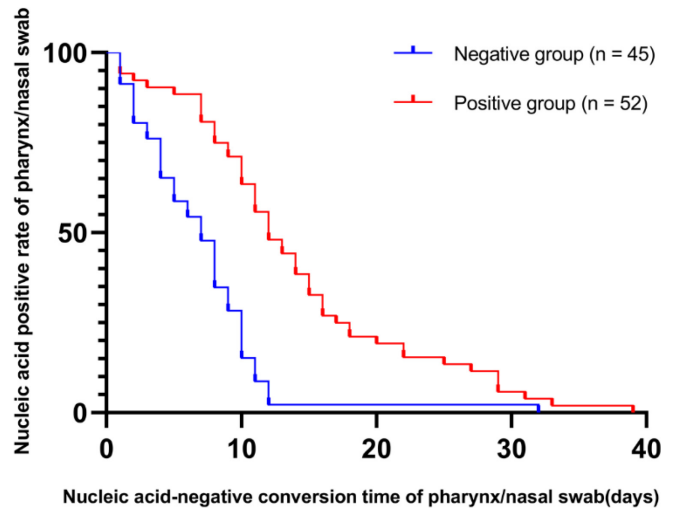 Nucleic acid positive rate of pharynx/nasal swab
100
50
0
Negative group (n = 45)
Positive group (n = 52)
0 10 20 30 40
Nucleic acid-negative conversion time of pharynx/nasal swab(days)